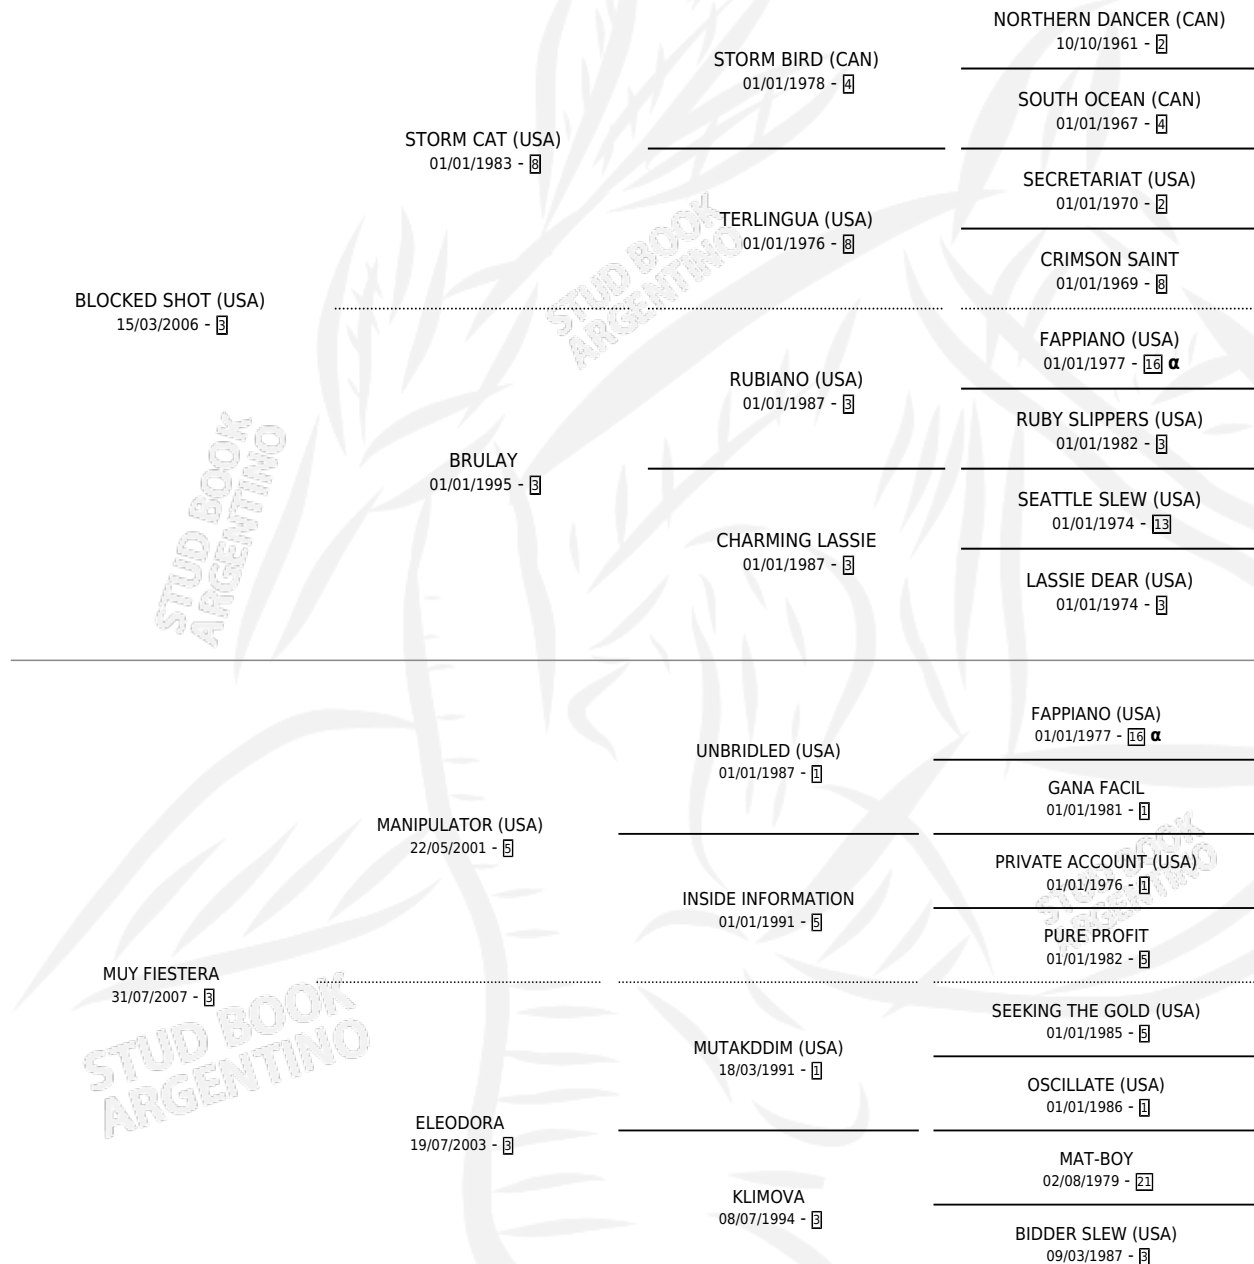 NORTHERN DANCER (CAN)
10/10/1961 - 2
STORM BIRD (CAN)
01/01/1978 - 4
SOUTH OCEAN (CAN)
01/01/1967 - 4
STORM CAT (USA)
01/01/1983 - 8
SECRETARIAT (USA)
01/01/1970 - 2
TERLINGUA (USA)
01/01/1976 - 8
CRIMSON SAINT
01/01/1969 - 8
BLOCKED SHOT (USA)
15/03/2006 - 3
FAPPIANO (USA)
01/01/1977 - 16 α
RUBIANO (USA)
01/01/1987 - 3
RUBY SLIPPERS (USA)
01/01/1982 - 3
BRULAY
01/01/1995 - 3
SEATTLE SLEW (USA)
01/01/1974 - 13
CHARMING LASSIE
01/01/1987 - 3
LASSIE DEAR (USA)
01/01/1974 - 3
STUD BOOK
ARGENTINO
STUD BOOK
ARGENTINO
FAPPIANO (USA)
01/01/1977 - 16 α
UNBRIDLED (USA)
01/01/1987 - 1
GANA FACIL
01/01/1981 - 1
MANIPULATOR (USA)
22/05/2001 - 5
PRIVATE ACCOUNT (USA)
01/01/1976 - 1
INSIDE INFORMATION
01/01/1991 - 5
PURE PROFIT
01/01/1982 - 5
MUY FIESTERA
31/07/2007 - 3
SEEKING THE GOLD (USA)
01/01/1985 - 5
MUTAKDDIM (USA)
18/03/1991 - 1
OSCILLATE (USA)
01/01/1986 - 1
ELEODORA
19/07/2003 - 3
MAT-BOY
02/08/1979 - 21
KLIMOVA
08/07/1994 - 3
BIDDER SLEW (USA)
09/03/1987 - 3
STUD BOOK
ARGENTINO
STUD BOOK
ARGENTINO